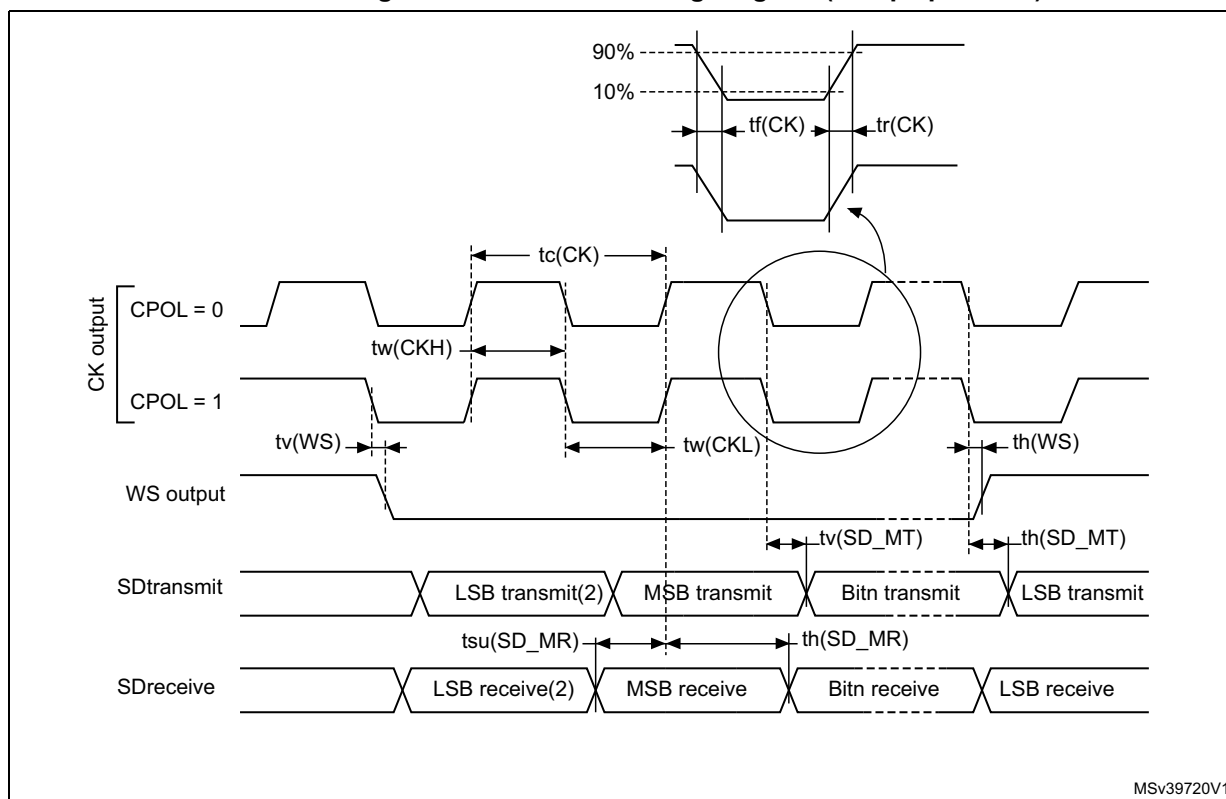 90%
10%
tf(CK)
tr(CK)
tc(CK)
CK output
CPOL = 0
tw(CKH)
CPOL = 1
tv(WS)
tw(CKL)
th(WS)
WS output
tv(SD_MT)
th(SD_MT)
SDtransmit
LSB transmit(2)
MSB transmit
Bitn transmit
LSB transmit
tsu(SD_MR)
th(SD_MR)
SDreceive
LSB receive(2)
MSB receive
Bitn receive
LSB receive
MSv39720V1